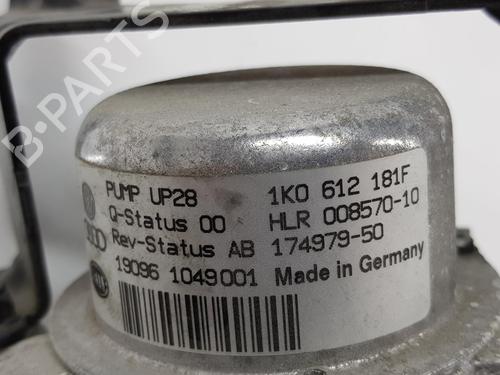 B-PARTS
PUMP UP28 1K0 612 181F
Q-Status 00 HLR 008570-10
Rev-Status AB 174979-50
19096 1049001 Made in Germany